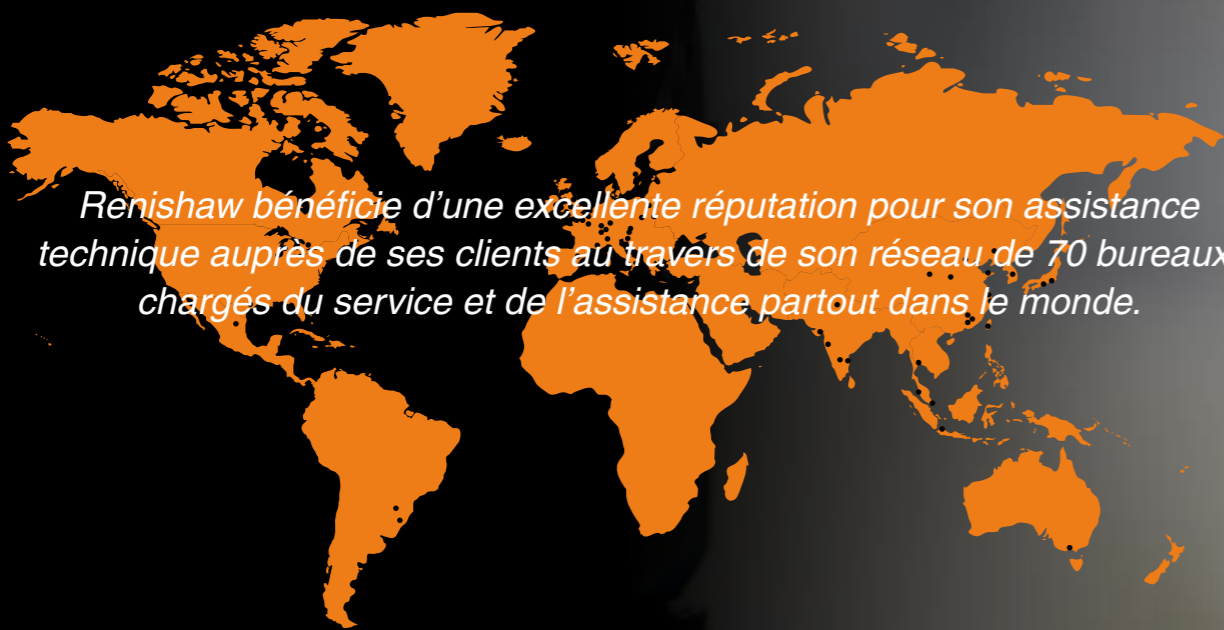 Renishaw bénéficie d’une excellente réputation pour son assistance
technique auprès de ses clients au travers de son réseau de 70 bureaux
chargés du service et de l’assistance partout dans le monde.